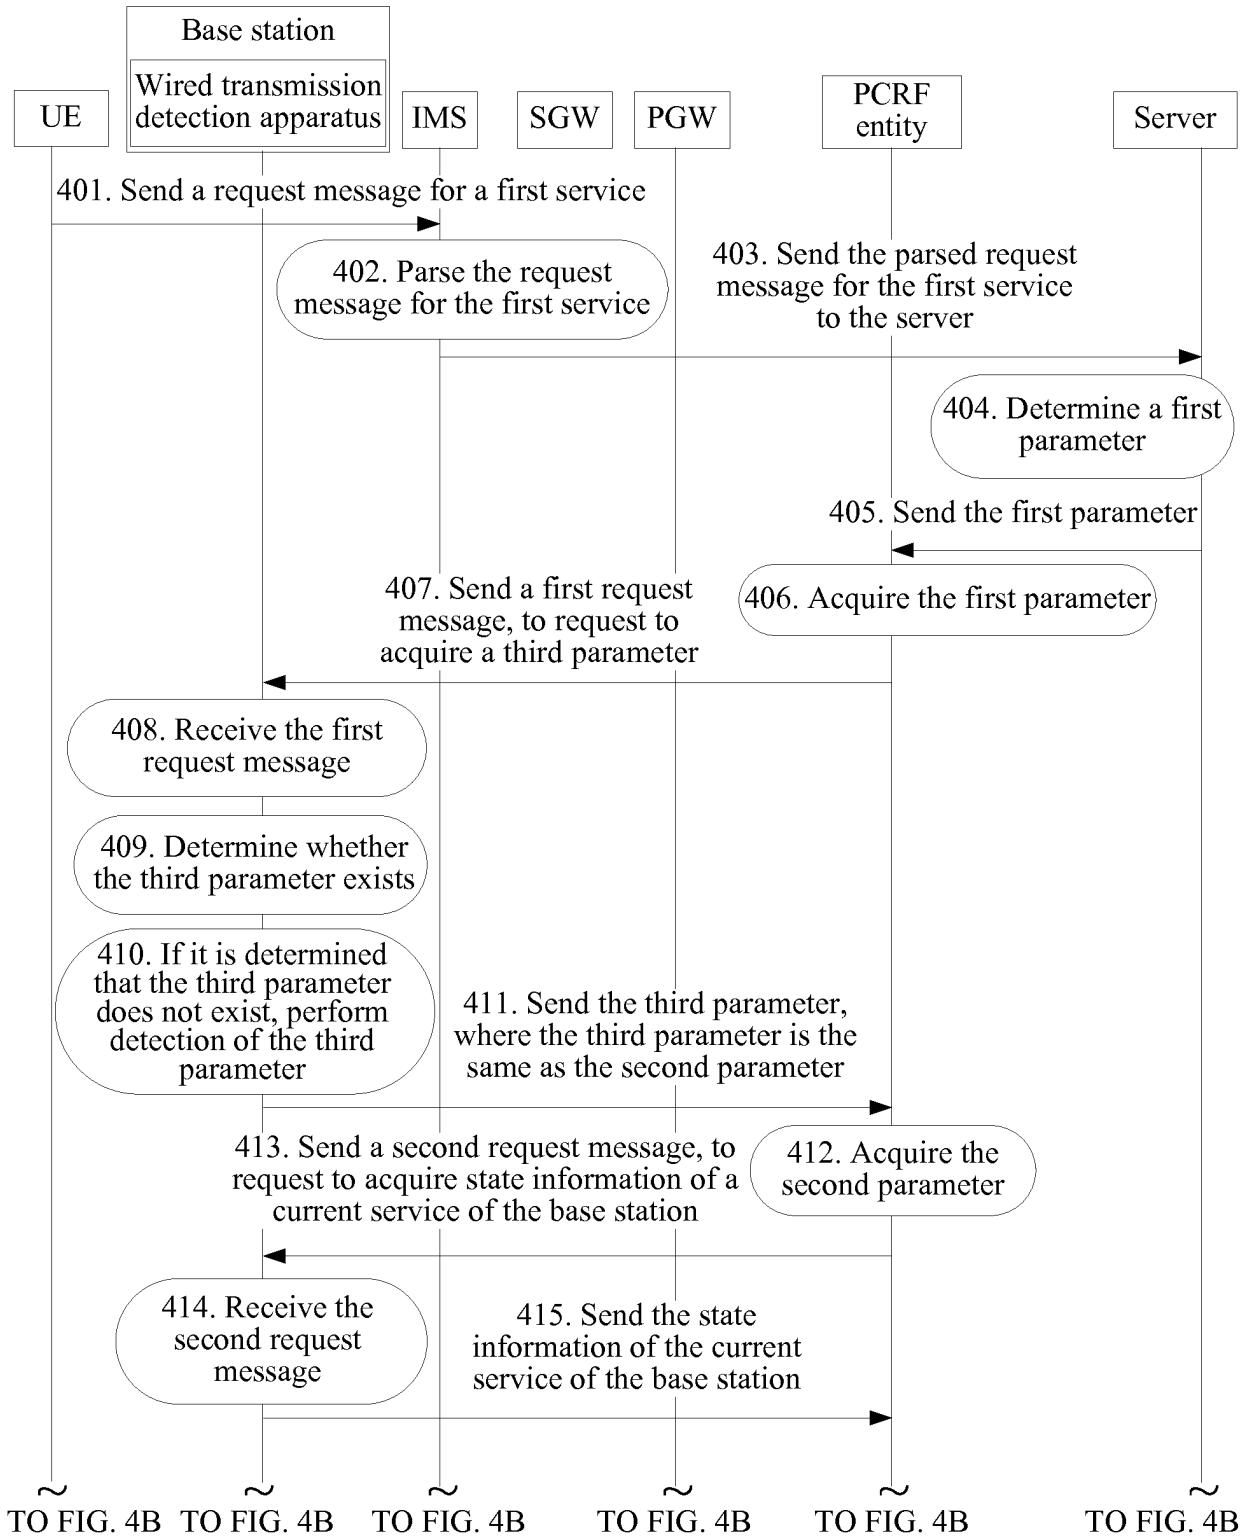 Base station
Wired transmission
detection apparatus
UE
IMS
SGW
PGW
PCRF
entity
Server
401. Send a request message for a first service
402. Parse the request
message for the first service
403. Send the parsed request
message for the first service
to the server
404. Determine a first
parameter
405. Send the first parameter
406. Acquire the first parameter
407. Send a first request
message, to request to
acquire a third parameter
408. Receive the first
request message
409. Determine whether
the third parameter exists
410. If it is determined
that the third parameter
does not exist, perform
detection of the third
parameter
411. Send the third parameter,
where the third parameter is the
same as the second parameter
412. Acquire the
second parameter
413. Send a second request message, to
request to acquire state information of a
current service of the base station
414. Receive the
second request
message
415. Send the state
information of the current
service of the base station
TO FIG. 4B
TO FIG. 4B
TO FIG. 4B
TO FIG. 4B
TO FIG. 4B
TO FIG. 4B